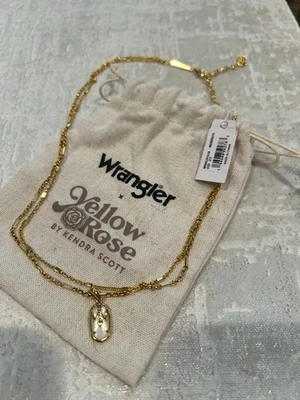 Wrangler
x
Yellow
Rose
BY KENDRA SCOTT